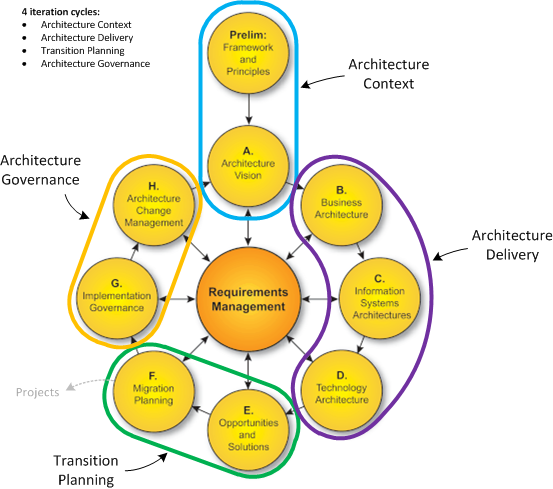 4 iteration cycles:
• Architecture Context
• Architecture Delivery
• Transition Planning
• Architecture Governance
Prelim:
Framework
and
Principles
Architecture
Context
A.
Architecture
Vision
Architecture
Governance
H.
Architecture
Change
Management
B.
Business
Architecture
Architecture
Delivery
G.
Implementation
Governance
Requirements
Management
C.
Information
Systems
Architectures
Projects
F.
Migration
Planning
D.
Technology
Architecture
E.
Opportunities
and
Solutions
Transition
Planning